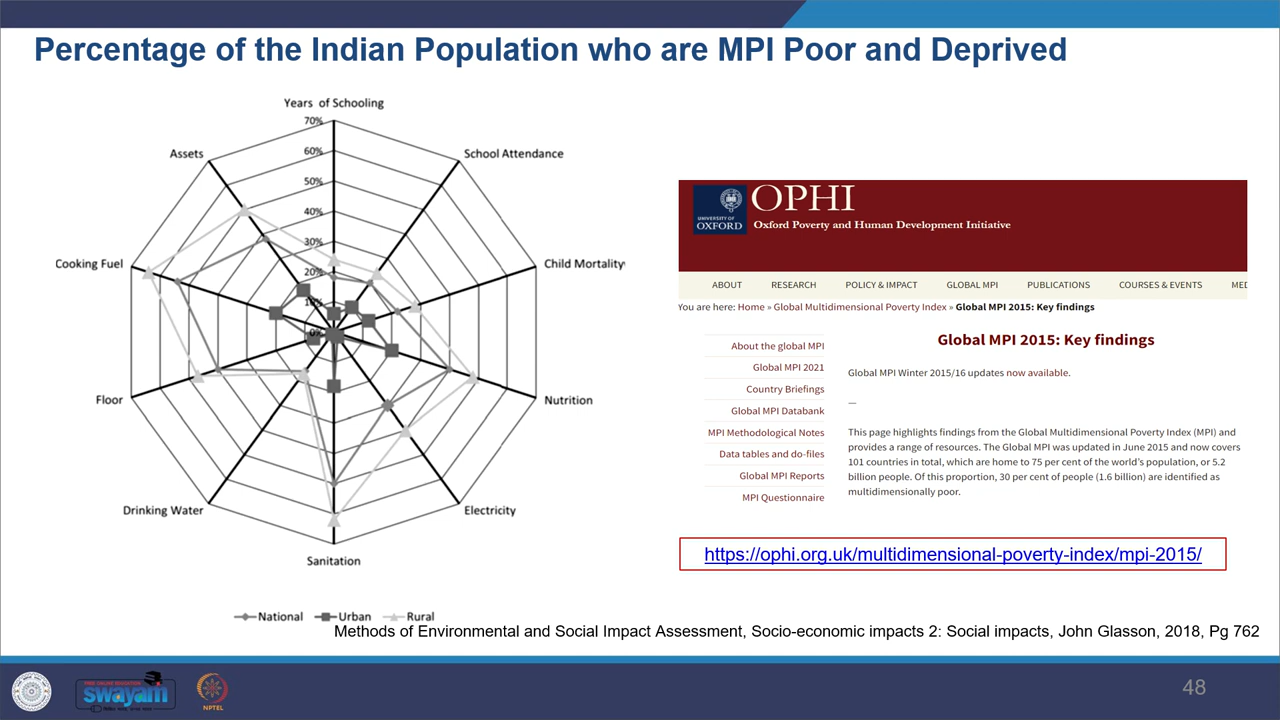 Percentage of the Indian Population who are MPI Poor and Deprived
Years of Schooling
70%
60%
50%
40%
30%
20%
10%
0%
Assets
School Attendance
Cooking Fuel
Child Mortality
Floor
Nutrition
Drinking Water
Electricity
Sanitation
National Urban Rural
UNIVERSITY OF
OXFORD
OPHI
Oxford Poverty and Human Development Initiative
ABOUT RESEARCH POLICY & IMPACT GLOBAL MPI PUBLICATIONS COURSES & EVENTS MED
You are here: Home » Global Multidimensional Poverty Index » Global MPI 2015: Key findings
About the global MPI
Global MPI 2021
Country Briefings
Global MPI Databank
MPI Methodological Notes
Data tables and do-files
Global MPI Reports
MPI Questionnaire
Global MPI 2015: Key findings
Global MPI Winter 2015/16 updates now available.
—
This page highlights findings from the Global Multidimensional Poverty Index (MPI) and
provides a range of resources. The Global MPI was updated in June 2015 and now covers
101 countries in total, which are home to 75 per cent of the world's population, or 5.2
billion people. Of this proportion, 30 per cent of people (1.6 billion) are identified as
multidimensionally poor.
https://ophi.org.uk/multidimensional-poverty-index/mpi-2015/
Methods of Environmental and Social Impact Assessment, Socio-economic impacts 2: Social impacts, John Glasson, 2018, Pg 762
swayam
NPTEL
48